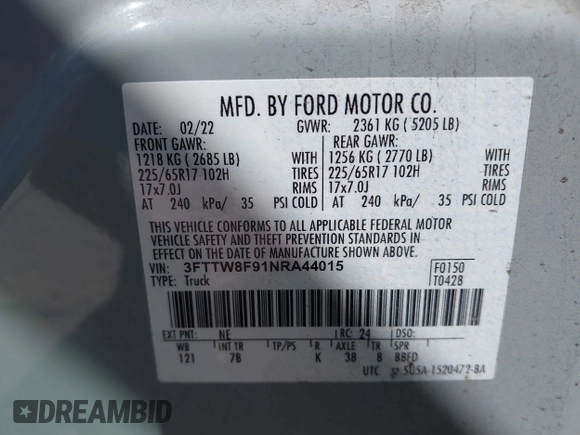 MFD. BY FORD MOTOR CO.
DATE: 02/22 GVWR: 2361 KG ( 5205 LB)
FRONT GAWR: REAR GAWR:
1218 KG ( 2685 LB) WITH 1256 KG ( 2770 LB) WITH
225/65R17 102H TIRES 225/65R17 102H TIRES
17x7.0J RIMS 17x7.0J RIMS
AT 240 kPa/ 35 PSI COLD AT 240 kPa/ 35 PSI COLD
THIS VEHICLE CONFORMS TO ALL APPLICABLE FEDERAL MOTOR
VEHICLE SAFETY AND THEFT PREVENTION STANDARDS IN
EFFECT ON THE DATE OF MANUFACTURE SHOWN ABOVE.
VIN: 3FTTW8F91NRA44015 F0150
TYPE: Truck T0428
EXT PNT: NE RC: 24 DSO:
WB INT TR TP/PS R AXLE TR SPR
121 7B K 38 8 BBFD
UTC 5U5A-1520472-BA
DREAMBID